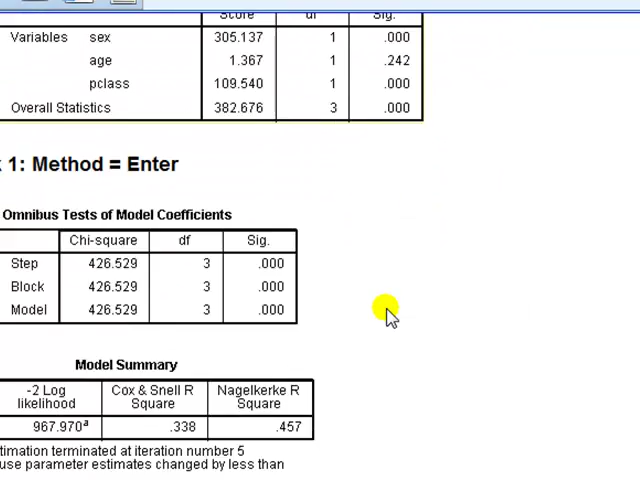 Score df Sig.
Variables sex 305.137 1 .000
age 1.367 1 .242
pclass 109.540 1 .000
Overall Statistics 382.676 3 .000
1: Method = Enter
Omnibus Tests of Model Coefficients
Chi-square df Sig.
Step 426.529 3 .000
Block 426.529 3 .000
Model 426.529 3 .000
Model Summary
-2 Log Cox & Snell R Nagelkerke R
likelihood Square Square
967.970a .338 .457
timation terminated at iteration number 5
use parameter estimates changed by less than